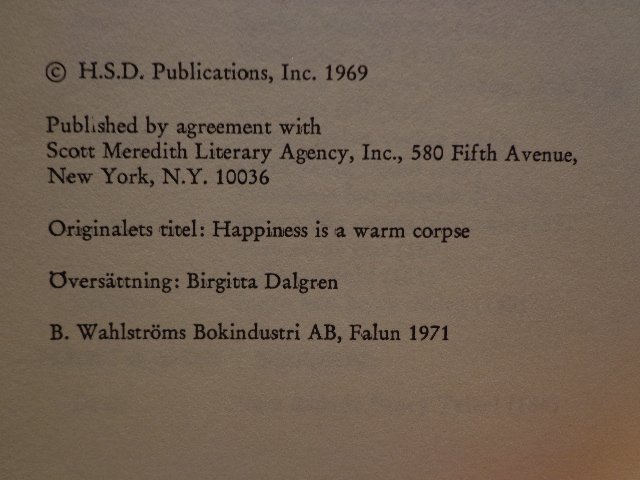 © H.S.D. Publications, Inc. 1969
Published by agreement with
Scott Meredith Literary Agency, Inc., 580 Fifth Avenue,
New York, N.Y. 10036
Originalets titel: Happiness is a warm corpse
Översättning: Birgitta Dalgren
B. Wahlströms Bokindustri AB, Falun 1971